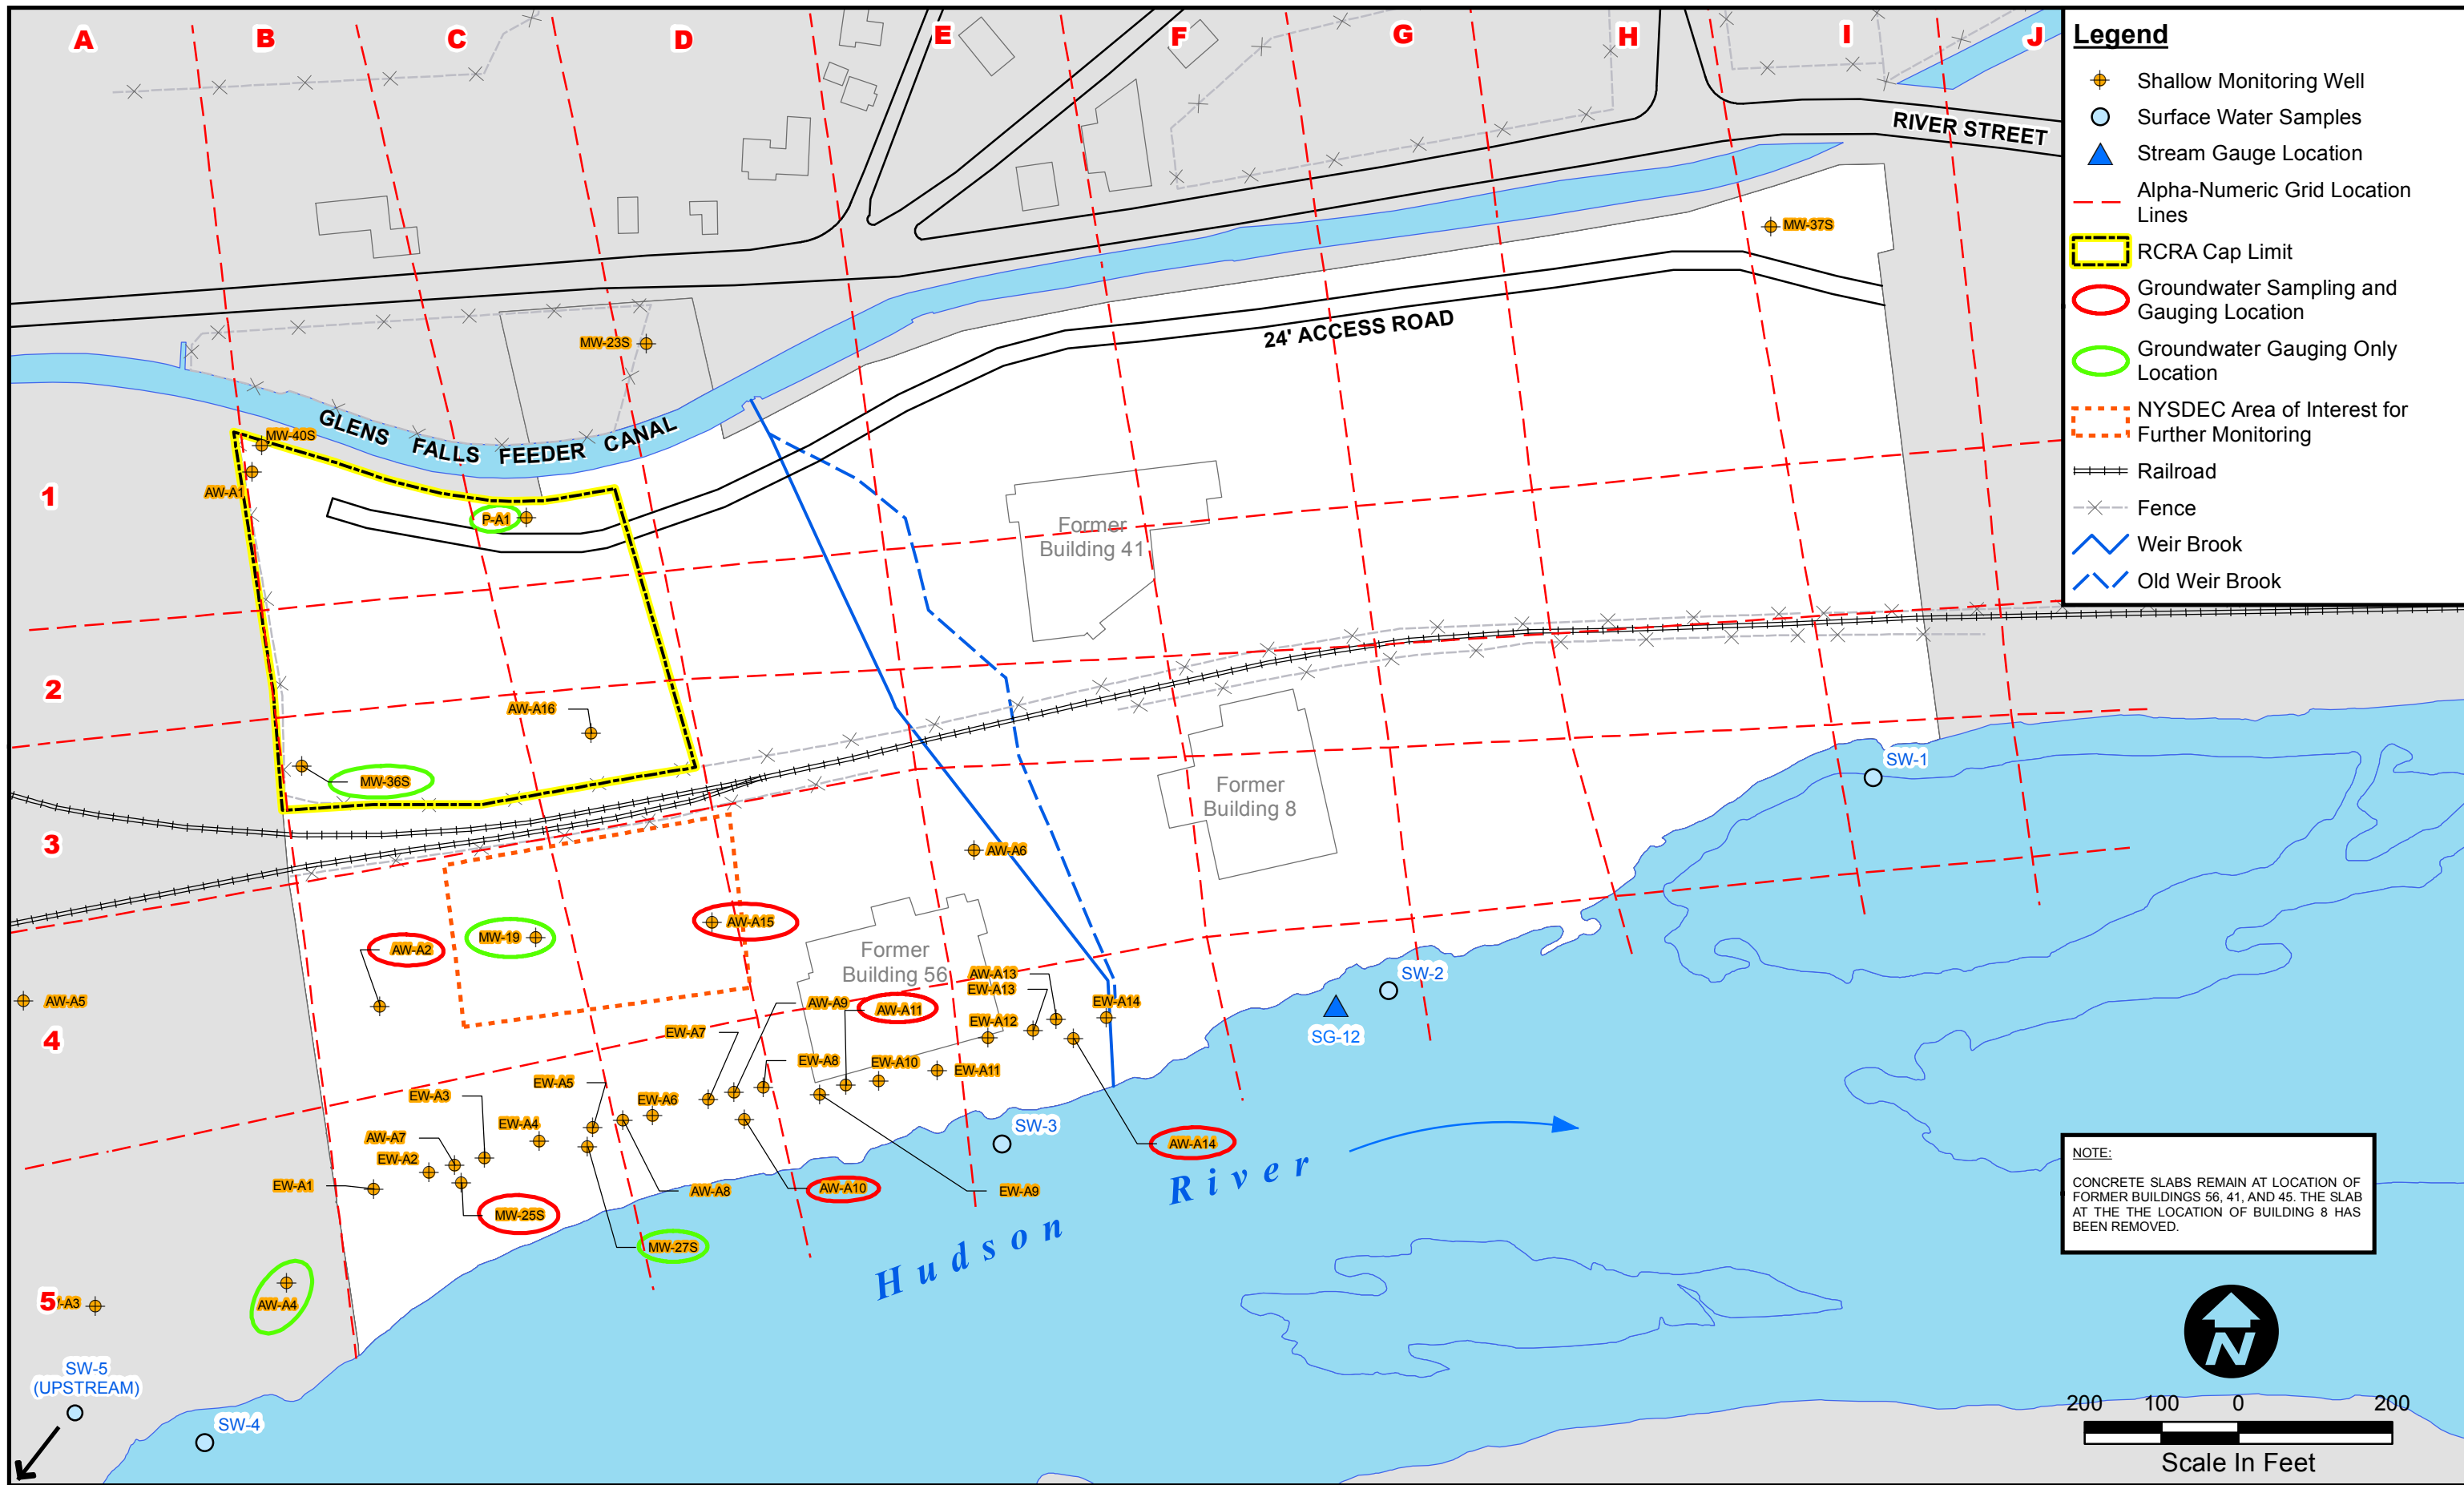 A
B
C
D
E
F
G
H
I
J
Legend
Shallow Monitoring Well
Surface Water Samples
Stream Gauge Location
Alpha-Numeric Grid Location
Lines
RCRA Cap Limit
Groundwater Sampling and
Gauging Location
Groundwater Gauging Only
Location
NYSDEC Area of Interest for
Further Monitoring
Railroad
Fence
Weir Brook
Old Weir Brook
RIVER STREET
MW-37S
24' ACCESS ROAD
MW-23S
GLENS FALLS FEEDER CANAL
MW-40S
AW-A1
1
P-A1
Former
Building 41
2
AW-A16
MW-36S
SW-1
Former
Building 8
3
AW-A6
AW-A15
MW-19
AW-A2
Former
Building 56
AW-A13
EW-A13
SW-2
AW-A5
AW-A9
AW-A11
EW-A14
EW-A12
EW-A7
SG-12
4
EW-A8
EW-A10
EW-A11
EW-A5
EW-A3
EW-A6
EW-A4
SW-3
AW-A7
AW-A14
EW-A2
EW-A1
AW-A8
AW-A10
EW-A9
MW-25S
MW-27S
Hudson River
AW-A4
5
-A3
SW-5
(UPSTREAM)
SW-4
NOTE:
CONCRETE SLABS REMAIN AT LOCATION OF
FORMER BUILDINGS 56, 41, AND 45. THE SLAB
AT THE THE LOCATION OF BUILDING 8 HAS
BEEN REMOVED.
N
200 100 0 200
Scale In Feet